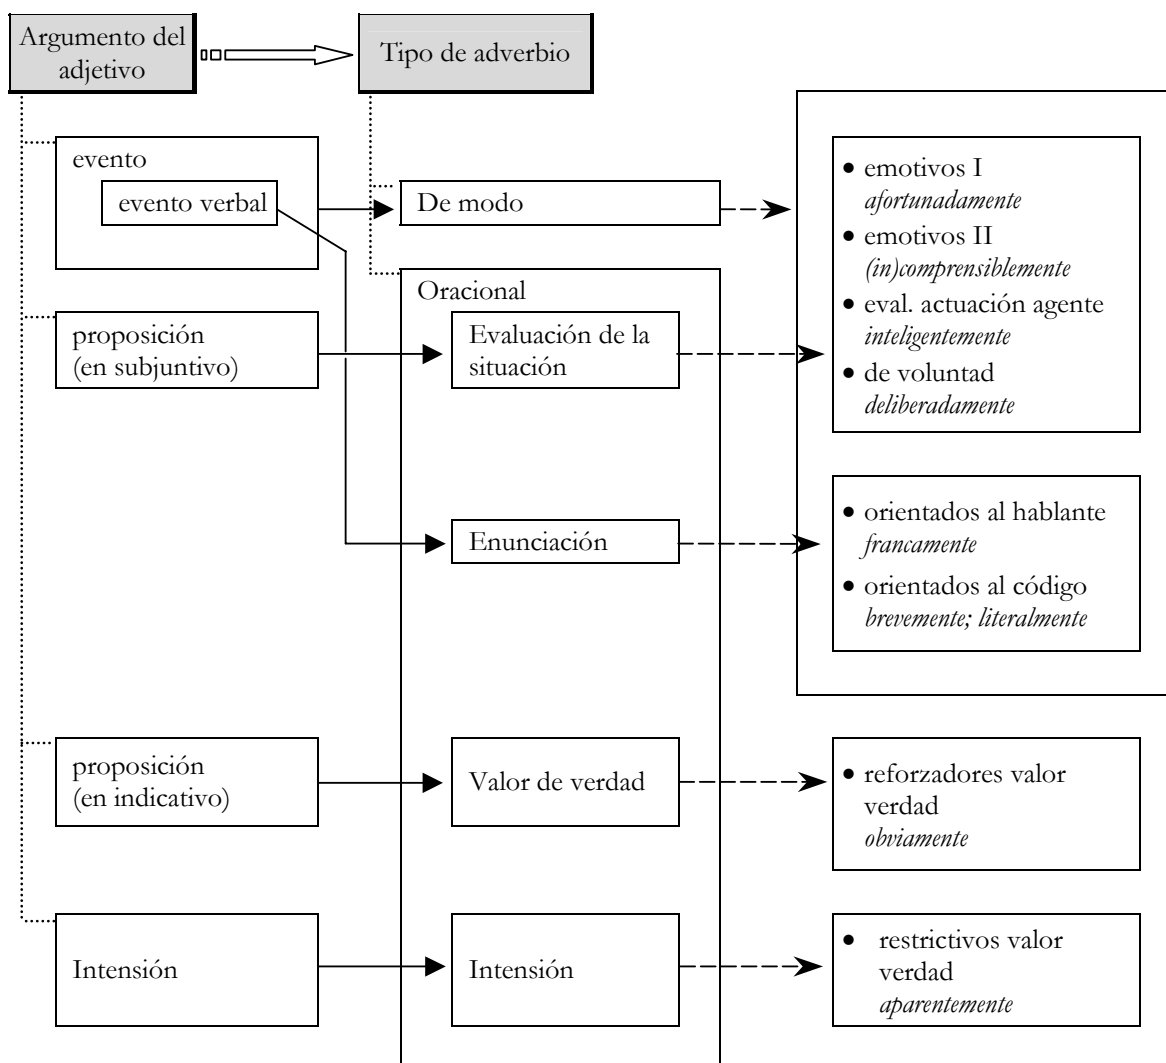 Argumento del
adjetivo
Tipo de adverbio
evento
evento verbal
De modo
• emotivos I
afortunadamente
• emotivos II
(in)comprensiblemente
• eval. actuación agente
inteligentemente
• de voluntad
deliberadamente
Oracional
proposición
(en subjuntivo)
Evaluación de la
situación
Enunciación
• orientados al hablante
francamente
• orientados al código
brevemente; literalmente
proposición
(en indicativo)
Valor de verdad
• reforzadores valor
verdad
obviamente
Intensión
Intensión
• restrictivos valor
verdad
aparentemente